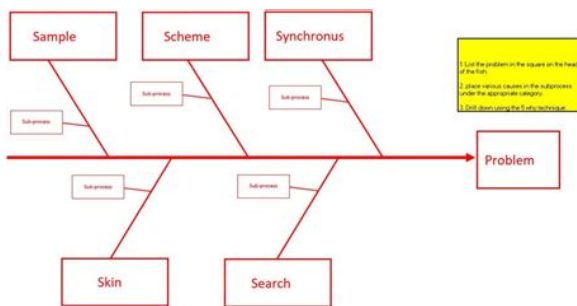 Sample
Scheme
Synchronus
1. List the problem in the square on the head
of the fish.
2. place various causes in the subprocess
under the appropriate category.
3. Drill down using the 5 why technique
Sub-process
Sub-process
Sub-process
Problem
Sub-process
Sub-process
Skin
Search